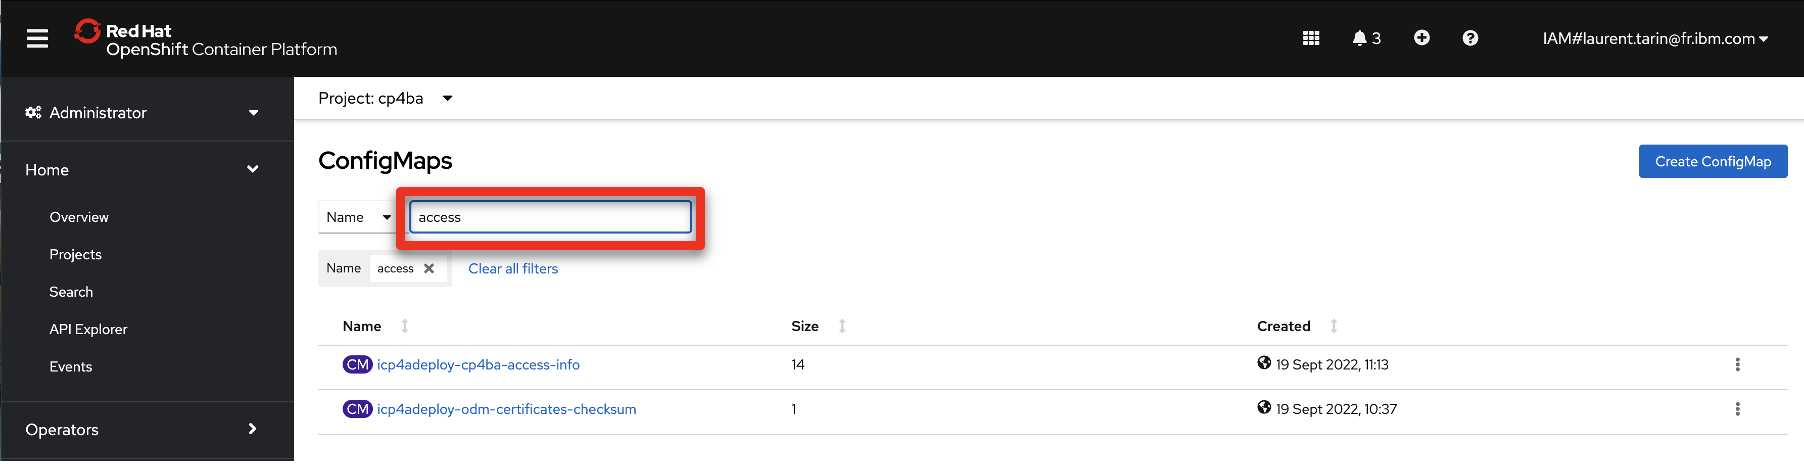 Red Hat
OpenShift Container Platform
3
IAM#laurent.tarin@fr.ibm.com
Administrator
Project: cp4ba
Home
Overview
Projects
Search
API Explorer
Events
Operators
ConfigMaps
Create ConfigMap
Name access
Name access Clear all filters
Name Size Created
CM icp4adeploy-cp4ba-access-info 14 19 Sept 2022, 11:13
CM icp4adeploy-odm-certificates-checksum 1 19 Sept 2022, 10:37